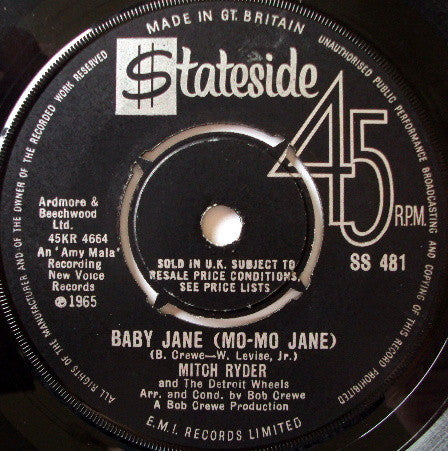 MADE IN GT. BRITAIN
UNAUTHORISED PUBLIC PERFORMANCE BROADCASTING AND COPYING OF THIS RECORD PROHIBITED
THE MANUFACTURER AND OF THE OWNER OF THE RECORDED WORK RESERVED
$tateside
45
R.P.M.
Ardmore &
Beechwood
Ltd.
45KR 4664
An 'Amy Mala'
Recording
New Voice
Records
℗1965
SOLD IN U.K. SUBJECT TO
RESALE PRICE CONDITIONS,
SEE PRICE LISTS
SS 481
BABY JANE (MO-MO JANE)
(B. Crewe—W. Levise, Jr.)
MITCH RYDER
and The Detroit Wheels
Arr. and Cond. by Bob Crewe
A Bob Crewe Production
E.M.I. RECORDS LIMITED